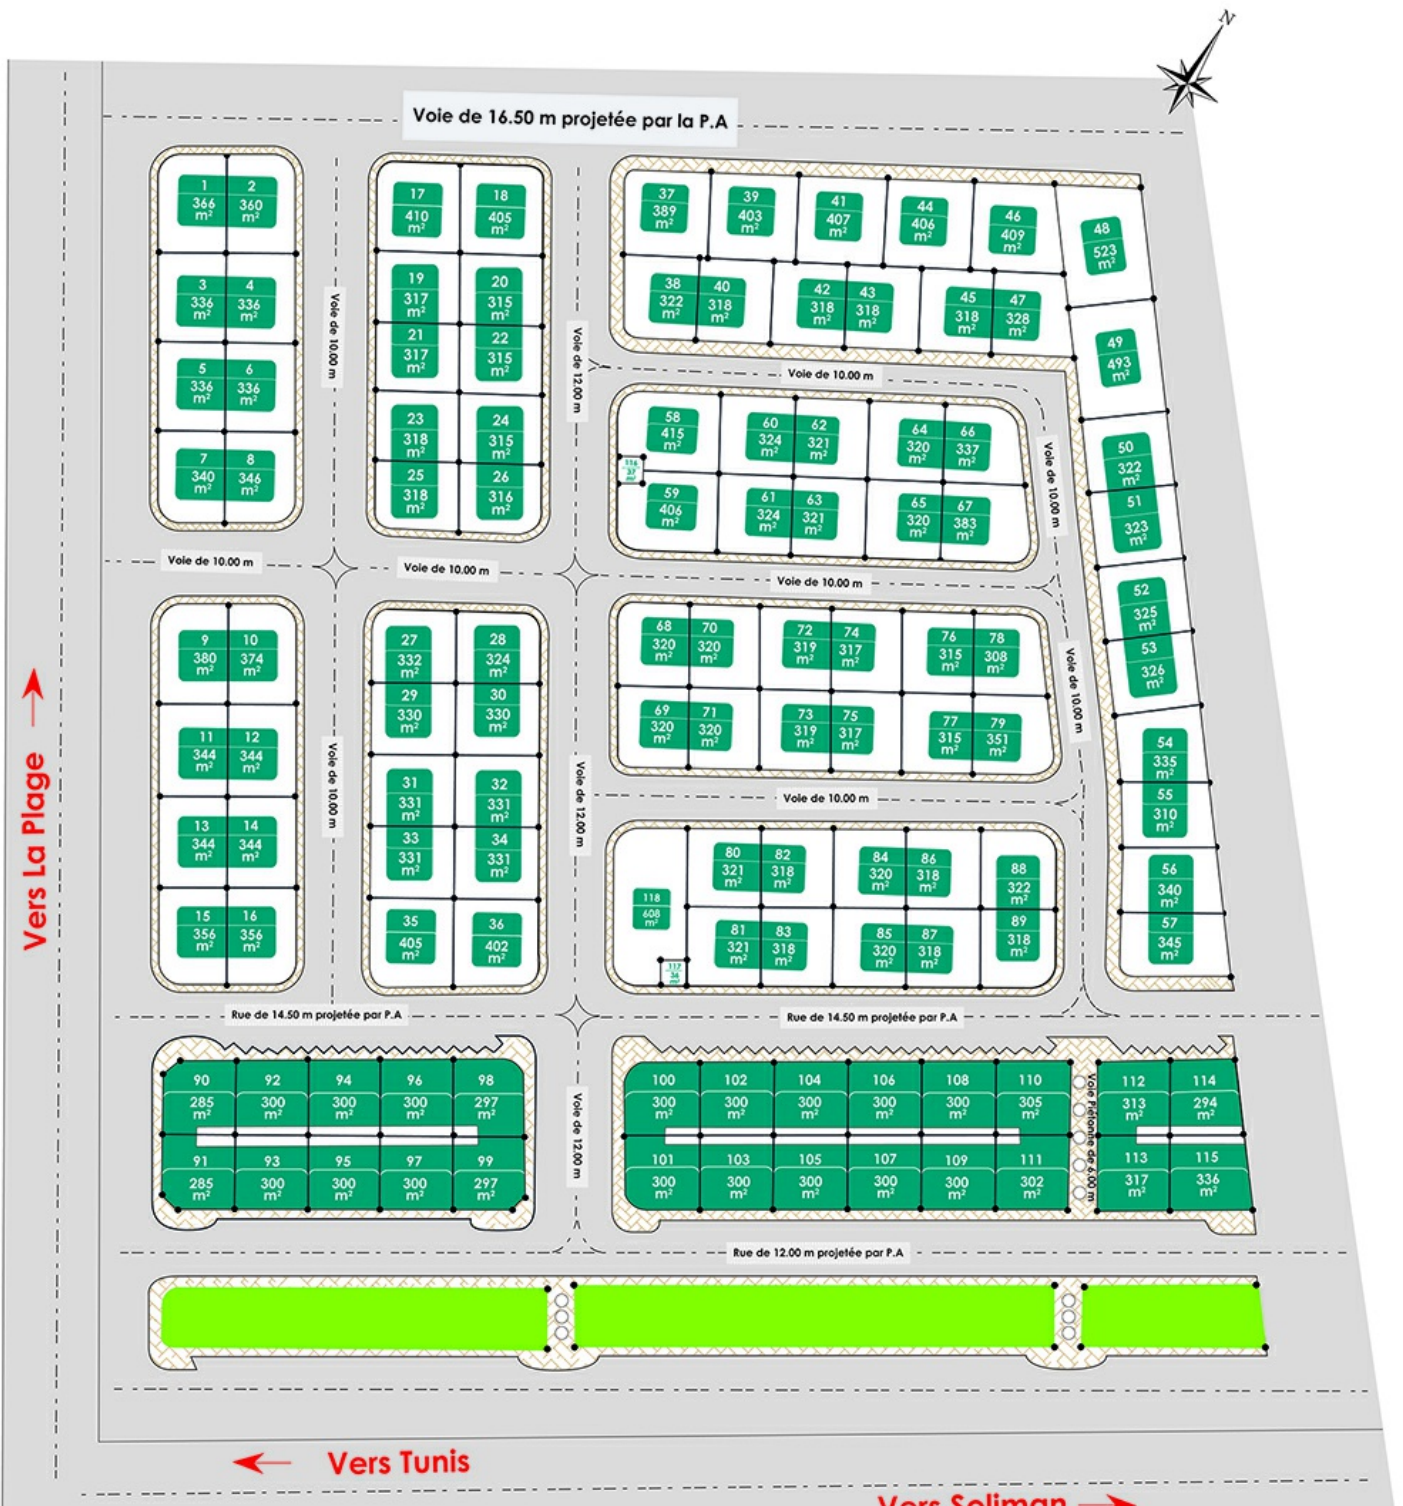 N
Voie de 16.50 m projetée par la P.A
1
366
m²
2
360
m²
3
336
m²
4
336
m²
5
336
m²
6
336
m²
7
340
m²
8
346
m²
17
410
m²
18
405
m²
19
317
m²
20
315
m²
21
317
m²
22
315
m²
23
318
m²
24
315
m²
25
318
m²
26
316
m²
37
389
m²
39
403
m²
41
407
m²
44
406
m²
46
409
m²
48
523
m²
38
322
m²
40
318
m²
42
318
m²
43
318
m²
45
318
m²
47
328
m²
49
493
m²
Voie de 10.00 m
Voie de 12.00 m
Voie de 10.00 m
58
415
m²
60
324
m²
62
321
m²
64
320
m²
66
337
m²
116
37
m²
59
406
m²
61
324
m²
63
321
m²
65
320
m²
67
383
m²
Voie de 10.00 m
50
322
m²
51
323
m²
52
325
m²
53
326
m²
54
335
m²
55
310
m²
56
340
m²
57
345
m²
Voie de 10.00 m
Voie de 10.00 m
Voie de 10.00 m
9
380
m²
10
374
m²
11
344
m²
12
344
m²
13
344
m²
14
344
m²
15
356
m²
16
356
m²
27
332
m²
28
324
m²
29
330
m²
30
330
m²
31
331
m²
32
331
m²
33
331
m²
34
331
m²
35
405
m²
36
402
m²
68
320
m²
70
320
m²
72
319
m²
74
317
m²
76
315
m²
78
308
m²
69
320
m²
71
320
m²
73
319
m²
75
317
m²
77
315
m²
79
351
m²
Voie de 10.00 m
Voie de 10.00 m
Voie de 12.00 m
Voie de 10.00 m
118
608
m²
117
36
m²
80
321
m²
82
318
m²
84
320
m²
86
318
m²
88
322
m²
81
321
m²
83
318
m²
85
320
m²
87
318
m²
89
318
m²
Vers La Plage
Rue de 14.50 m projetée par P.A
Rue de 14.50 m projetée par P.A
90
285
m²
92
300
m²
94
300
m²
96
300
m²
98
297
m²
91
285
m²
93
300
m²
95
300
m²
97
300
m²
99
297
m²
Voie de 12.00 m
100
300
m²
102
300
m²
104
300
m²
106
300
m²
108
300
m²
110
305
m²
101
300
m²
103
300
m²
105
300
m²
107
300
m²
109
300
m²
111
302
m²
Voie Piétonne de 6.00 m
112
313
m²
114
294
m²
113
317
m²
115
336
m²
Rue de 12.00 m projetée par P.A
Vers Tunis
Vers Soliman